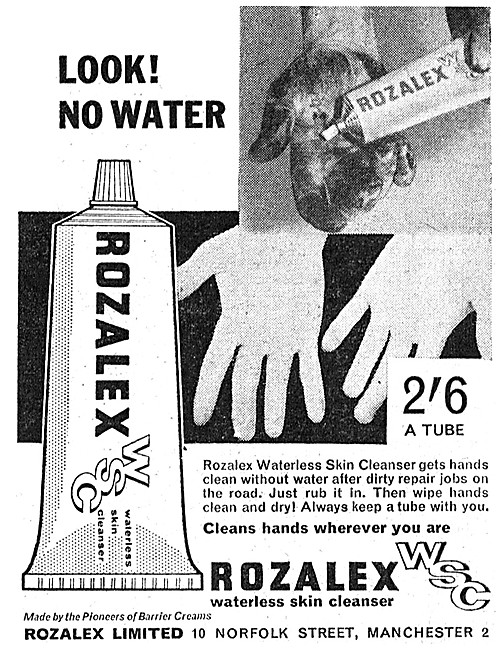 LOOK!
NO WATER
ROZALEX
ROZALEX
WSC
waterless
skin
cleanser
2'6
A TUBE
Rozalex Waterless Skin Cleanser gets hands
clean without water after dirty repair jobs on
the road. Just rub it in. Then wipe hands
clean and dry! Always keep a tube with you.
Cleans hands wherever you are
ROZALEX WSC
waterless skin cleanser
Made by the Pioneers of Barrier Creams
ROZALEX LIMITED 10 NORFOLK STREET, MANCHESTER 2